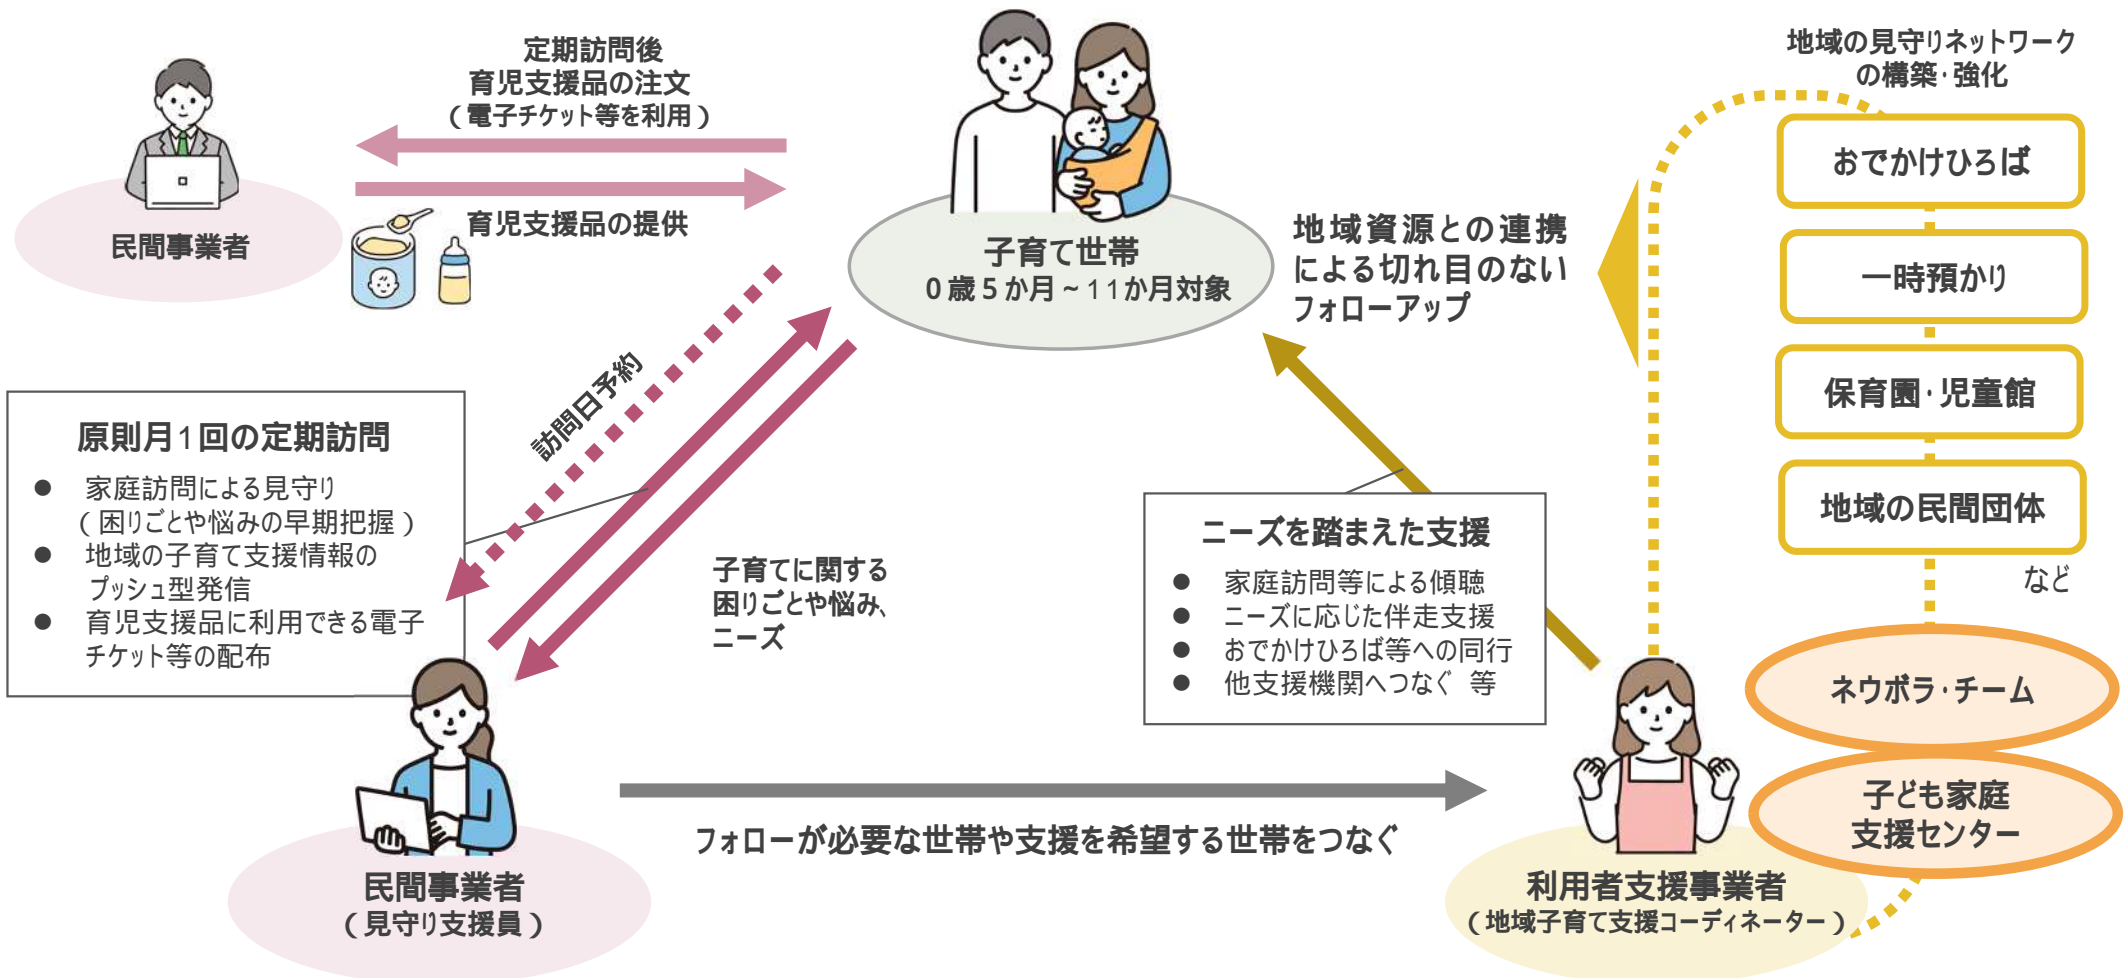 定期訪問後
育児支援品の注文
(電子チケット等を利用)
民間事業者
育児支援品の提供
子育て世帯
0歳5か月~11か月対象
地域の見守りネットワーク
の構築・強化
おでかけひろば
一時預かり
保育園・児童館
地域の民間団体
など
地域資源との連携
による切れ目のない
フォローアップ
訪問日予約
原則月1回の定期訪問
● 家庭訪問による見守り
(困りごとや悩みの早期把握)
● 地域の子育て支援情報の
プッシュ型発信
● 育児支援品に利用できる電子
チケット等の配布
子育てに関する
困りごとや悩み、
ニーズ
ニーズを踏まえた支援
● 家庭訪問等による傾聴
● ニーズに応じた伴走支援
● おでかけひろば等への同行
● 他支援機関へつなぐ 等
ネウボラ・チーム
子ども家庭
支援センター
フォローが必要な世帯や支援を希望する世帯をつなぐ
民間事業者
(見守り支援員)
利用者支援事業者
(地域子育て支援コーディネーター)